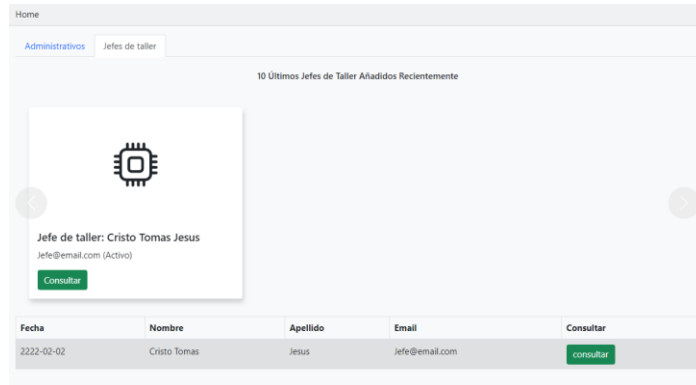 Home
Administrativos Jefes de taller
10 Últimos Jefes de Taller Añadidos Recientemente
Jefe de taller: Cristo Tomas Jesus
Jefe@email.com (Activo)
Consultar
Fecha Nombre Apellido Email Consultar
2222-02-02 Cristo Tomas Jesus Jefe@email.com consultar